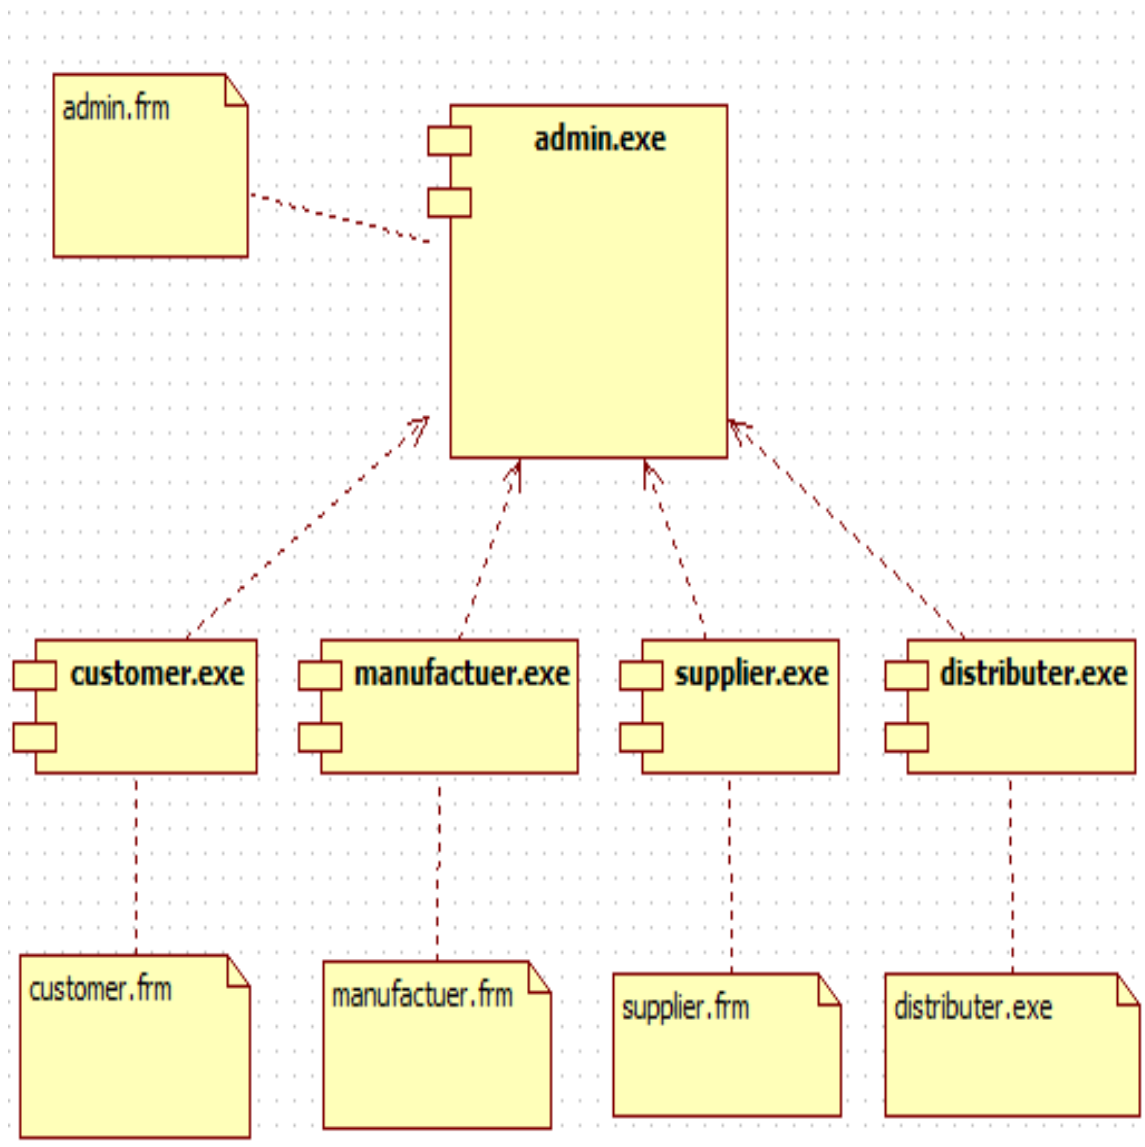 admin.frm
admin.exe
customer.exe
manufactuer.exe
supplier.exe
distributer.exe
customer.frm
manufactuer.frm
supplier.frm
distributer.exe